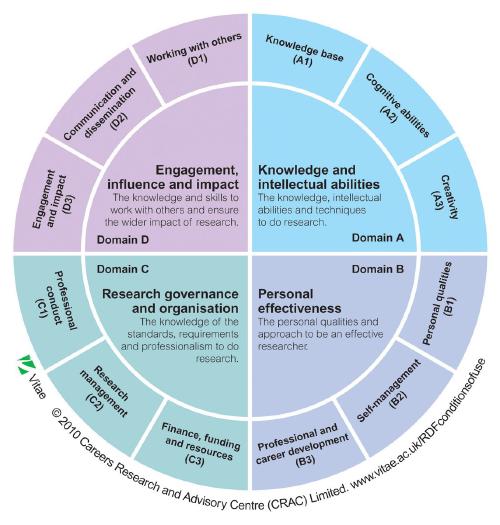 Working with others
(D1)
Knowledge base
(A1)
Communication and
dissemination
(D2)
Cognitive abilities
(A2)
Engagement
and impact
(D3)
Creativity
(A3)
Engagement,
influence and impact
The knowledge and skills to
work with others and ensure
the wider impact of research.
Domain D
Knowledge and
intellectual abilities
The knowledge, intellectual
abilities and techniques
to do research.
Domain A
Domain C
Research governance
and organisation
The knowledge of the
standards, requirements
and professionalism to do
research.
Domain B
Personal
effectiveness
The personal qualities and
approach to be an effective
researcher.
Professional
conduct
(C1)
Personal qualities
(B1)
Research
management
(C2)
Self-management
(B2)
Finance, funding
and resources
(C3)
Professional and
career development
(B3)
Vitae
© 2010 Careers Research and Advisory Centre (CRAC) Limited. www.vitae.ac.uk/RDFconditionsofuse